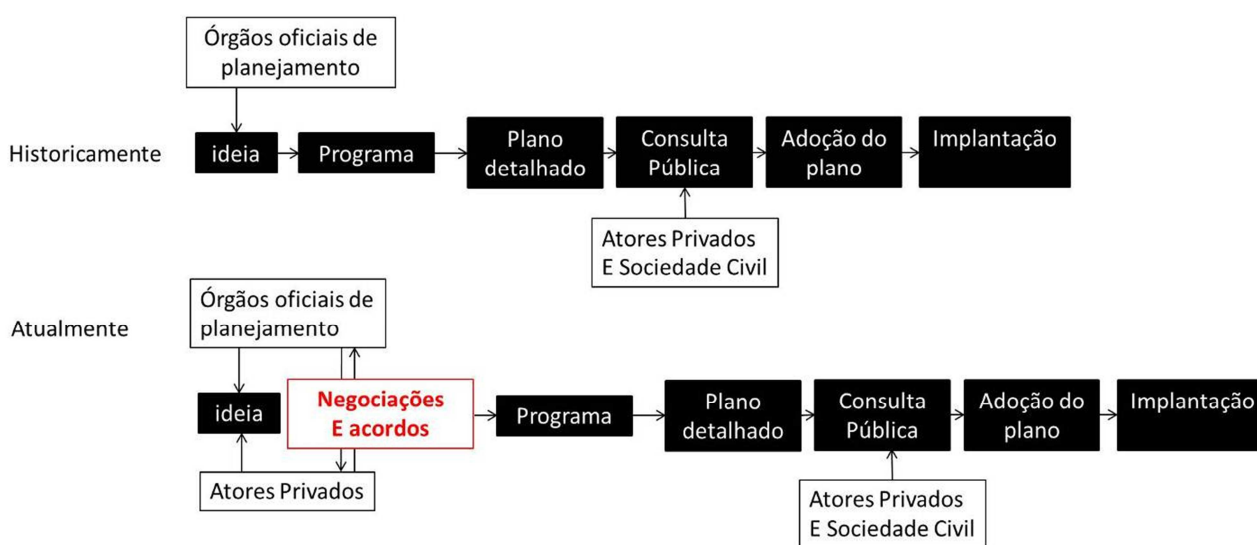 Órgãos oficiais de
planejamento
Historicamente
ideia
Programa
Plano
detalhado
Consulta
Pública
Adoção do
plano
Implantação
Atores Privados
E Sociedade Civil
Órgãos oficiais de
planejamento
Atualmente
ideia
Negociações
E acordos
Programa
Plano
detalhado
Consulta
Pública
Adoção do
plano
Implantação
Atores Privados
Atores Privados
E Sociedade Civil